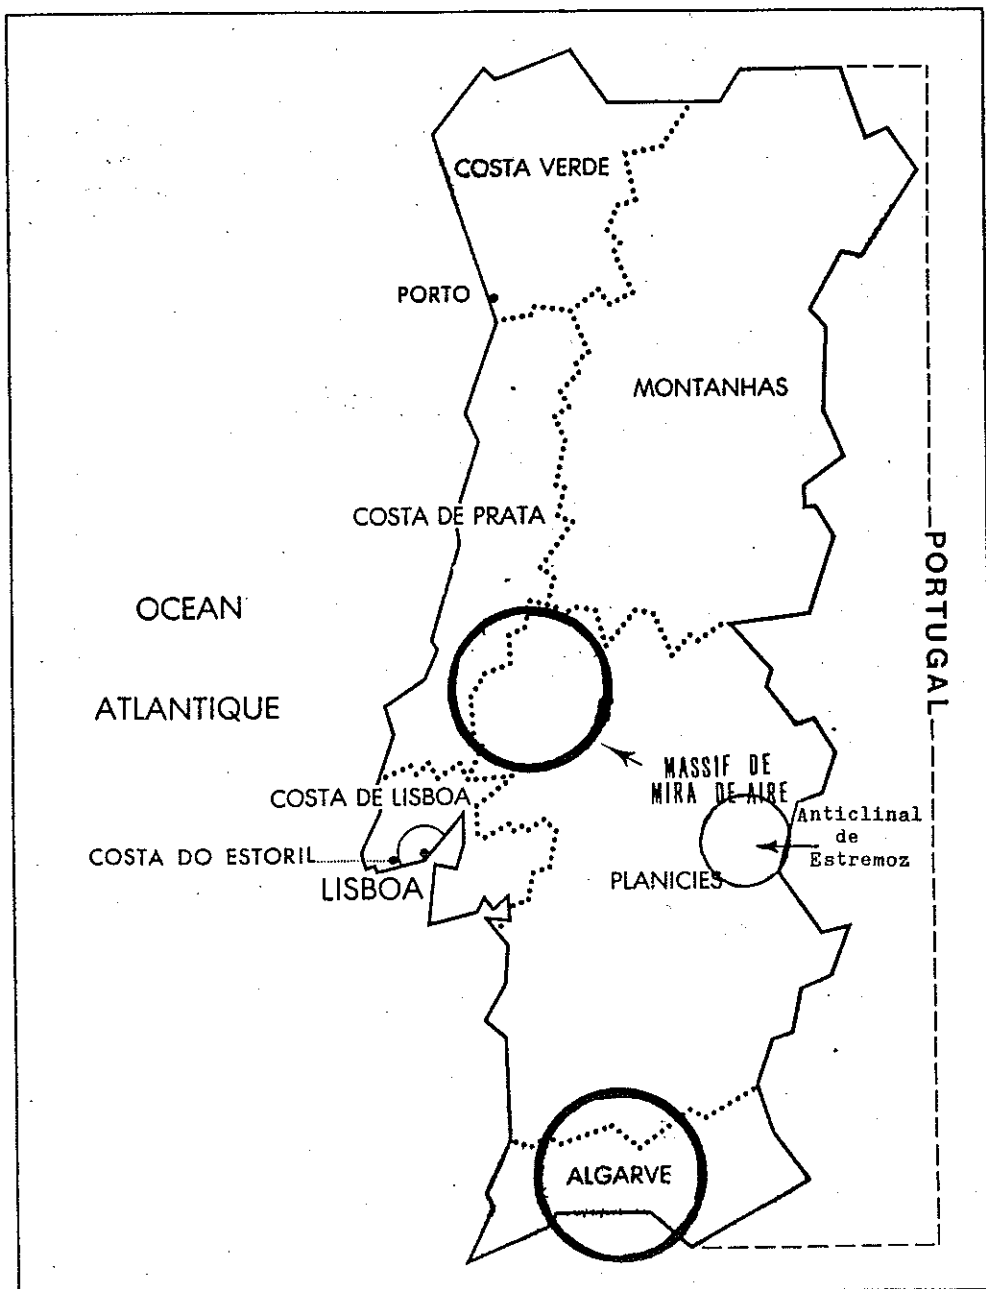 COSTA VERDE
PORTO
MONTANHAS
COSTA DE PRATA
PORTUGAL
OCEAN
ATLANTIQUE
MASSIF DE
MIRA DE AIRE
COSTA DE LISBOA
Anticlinal
de
Estremoz
COSTA DO ESTORIL
LISBOA
PLANICIES
ALGARVE